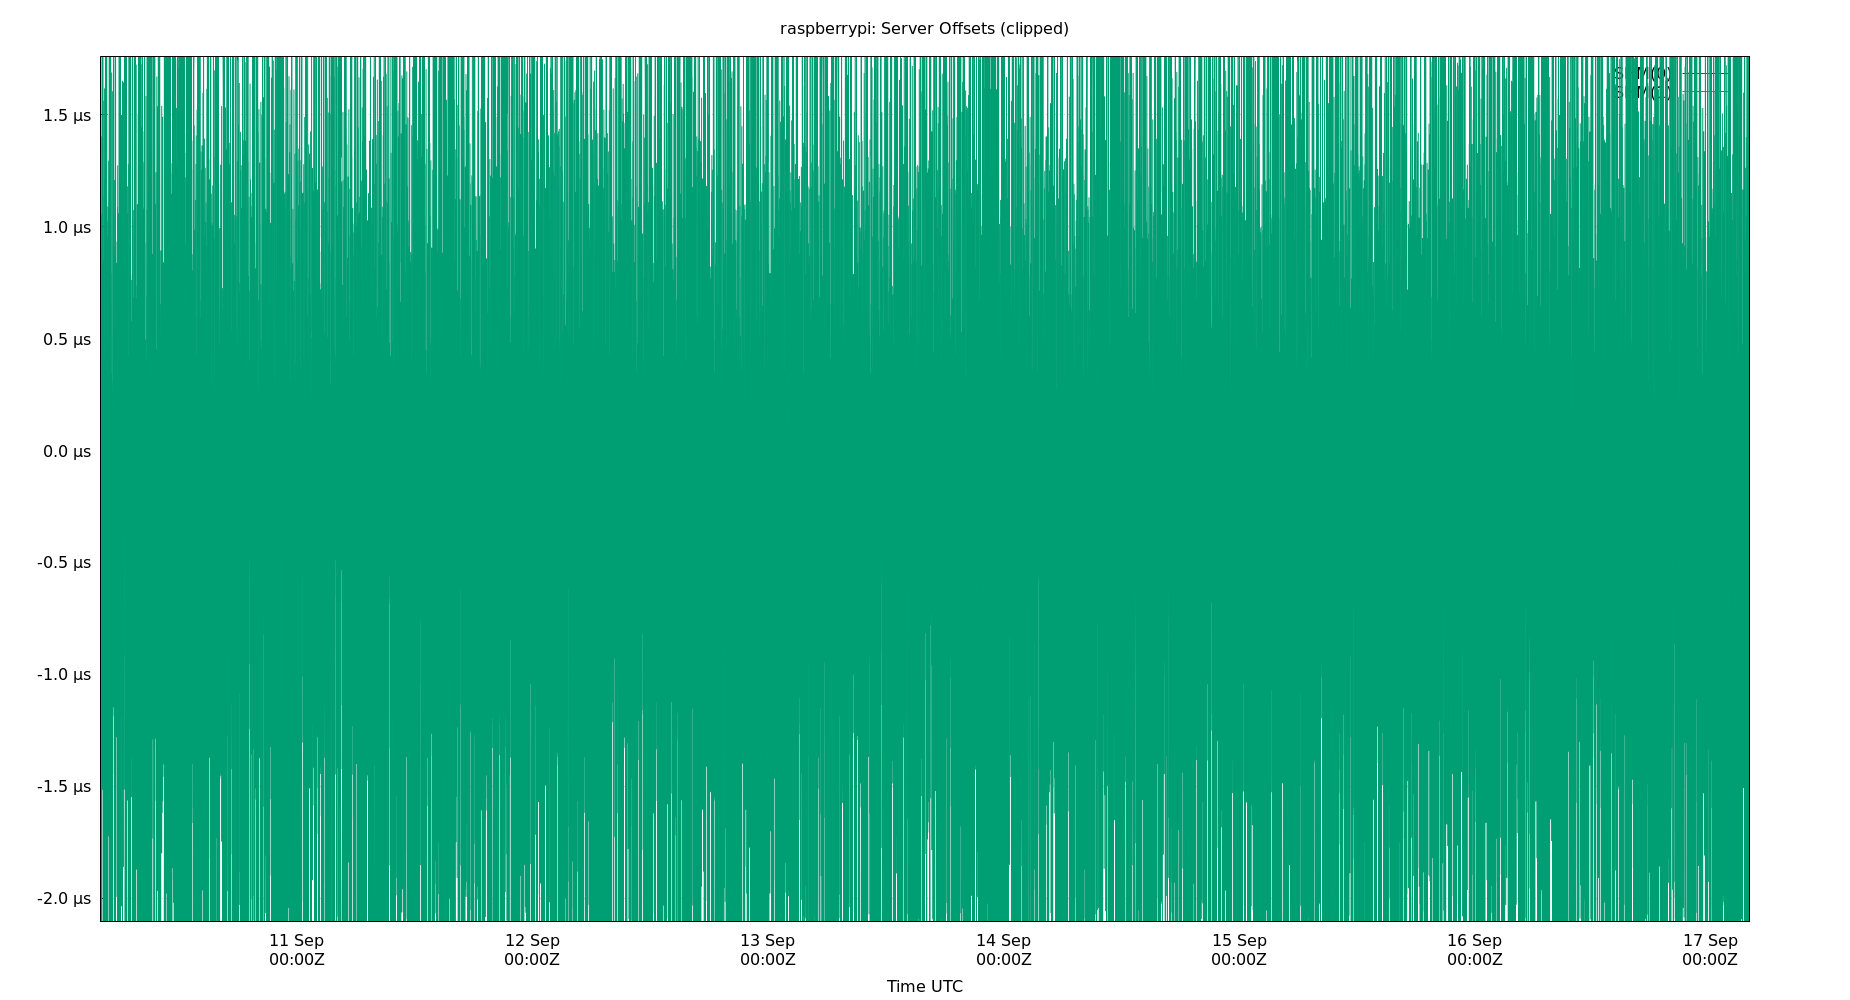 raspberrypi: Server Offsets (clipped)
1.5 µs
1.0 µs
0.5 µs
0.0 µs
-0.5 µs
-1.0 µs
-1.5 µs
-2.0 µs
11 Sep 12 Sep 13 Sep 14 Sep 15 Sep 16 Sep 17 Sep
00:00Z 00:00Z 00:00Z 00:00Z 00:00Z 00:00Z 00:00Z
Time UTC